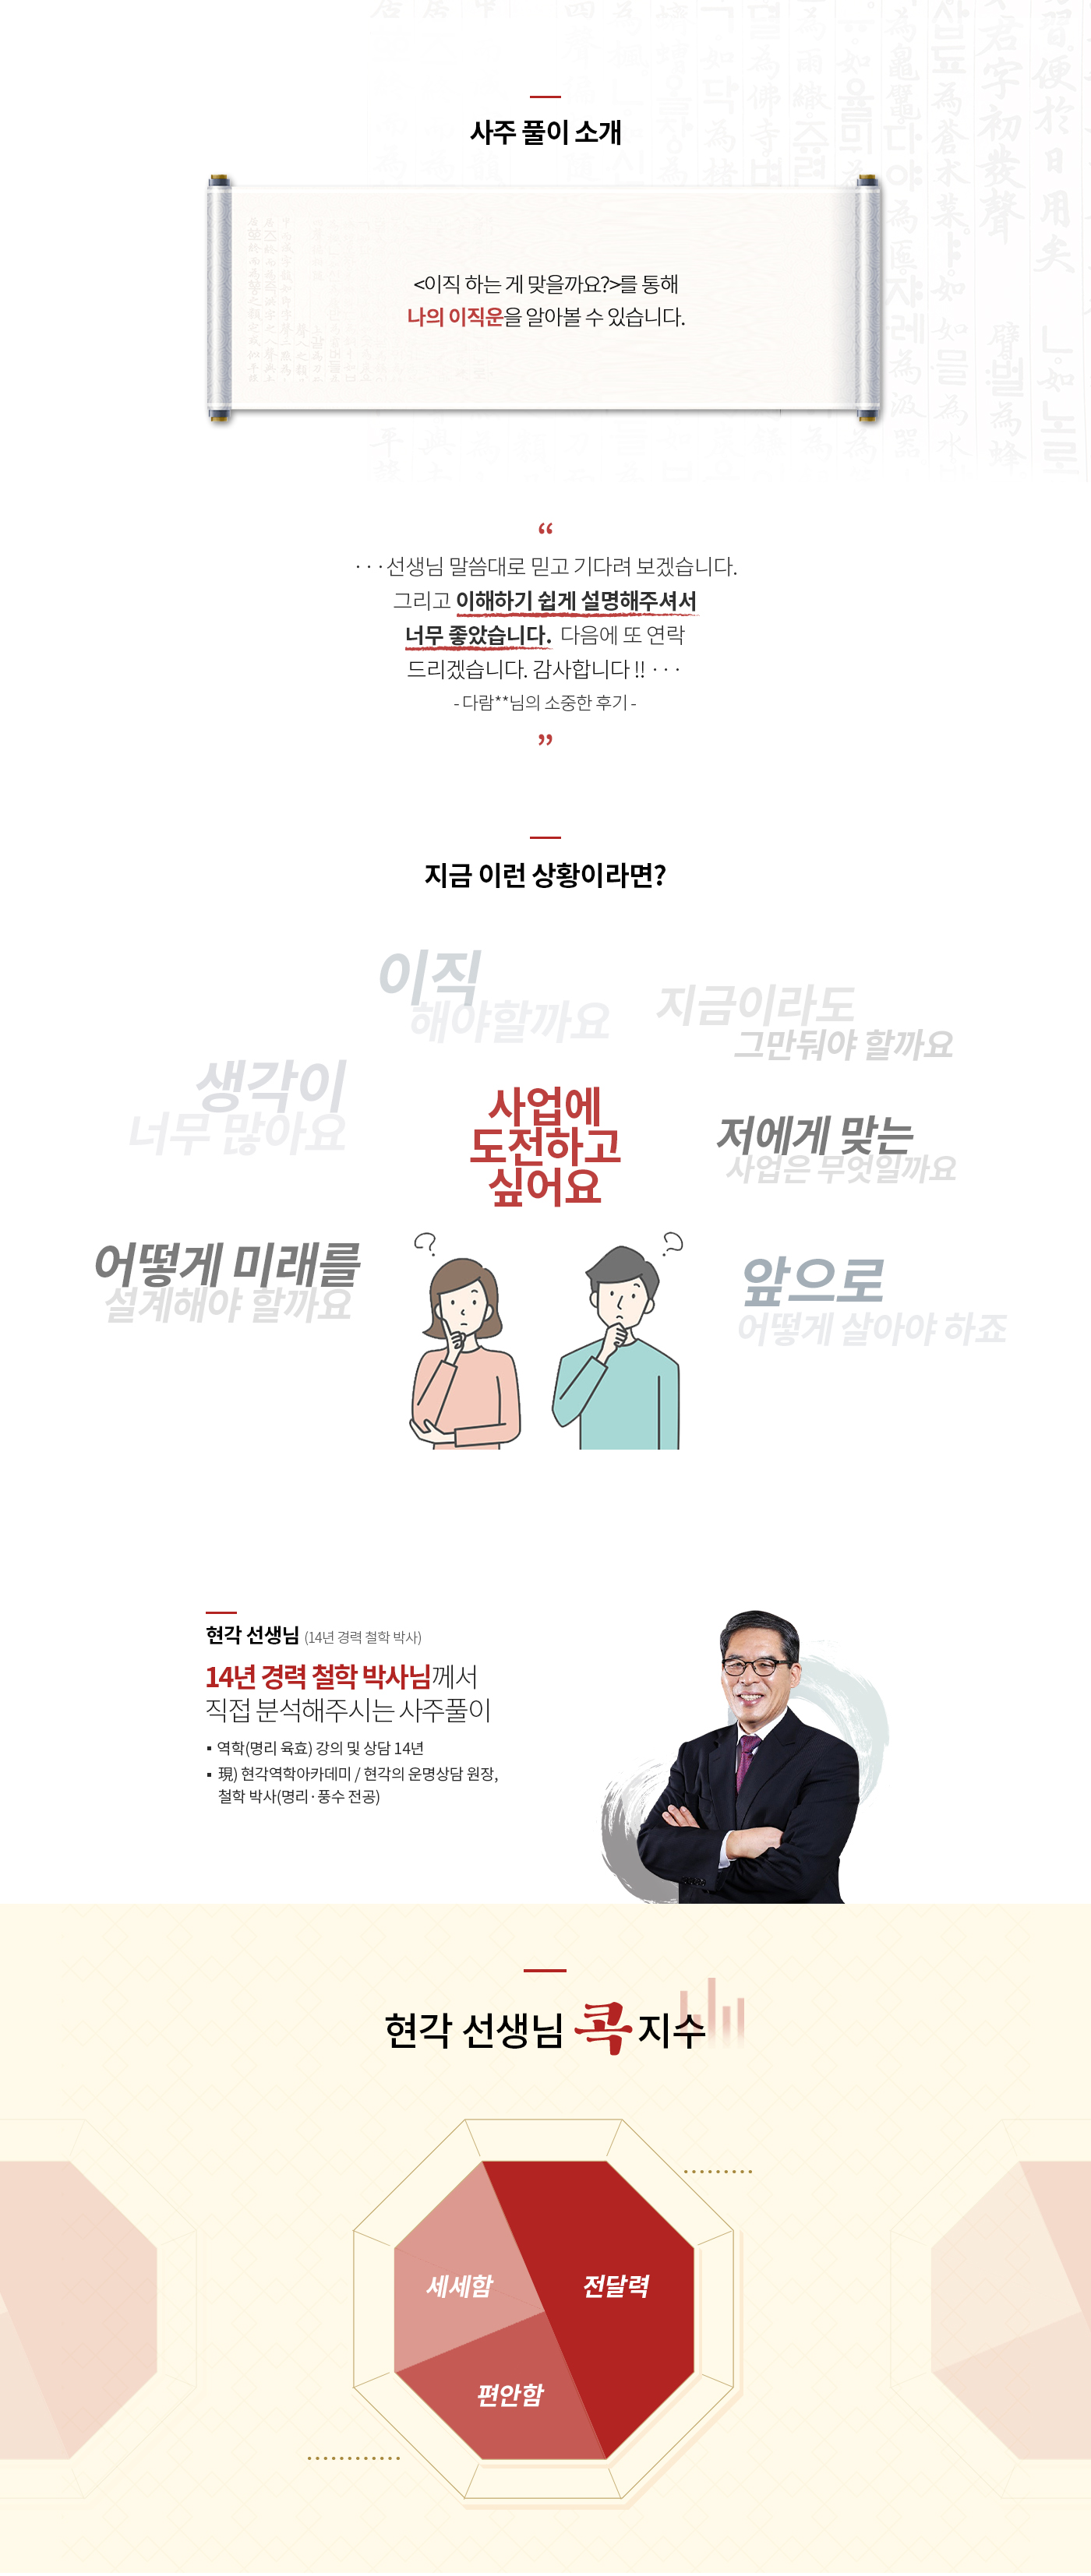 사주 풀이 소개
<이직 하는 게 맞을까요?>를 통해
나의 이직운을 알아볼 수 있습니다.
“
···선생님 말씀대로 믿고 기다려 보겠습니다.
그리고 이해하기 쉽게 설명해주셔서
너무 좋았습니다. 다음에 또 연락
드리겠습니다. 감사합니다 !! ···
- 다람**님의 소중한 후기 -
”
지금 이런 상황이라면?
이직
해야할까요
지금이라도
그만둬야 할까요
생각이
너무 많아요
사업에
도전하고
싶어요
저에게 맞는
사업은 무엇일까요
어떻게 미래를
설계해야 할까요
앞으로
어떻게 살아야 하죠
현각 선생님 (14년 경력 철학 박사)
14년 경력 철학 박사님께서
직접 분석해주시는 사주풀이
▪ 역학(명리 육효) 강의 및 상담 14년
▪ 現) 현각역학아카데미 / 현각의 운명상담 원장,
철학 박사(명리·풍수 전공)
현각 선생님 콕 지수
세세함
전달력
편안함